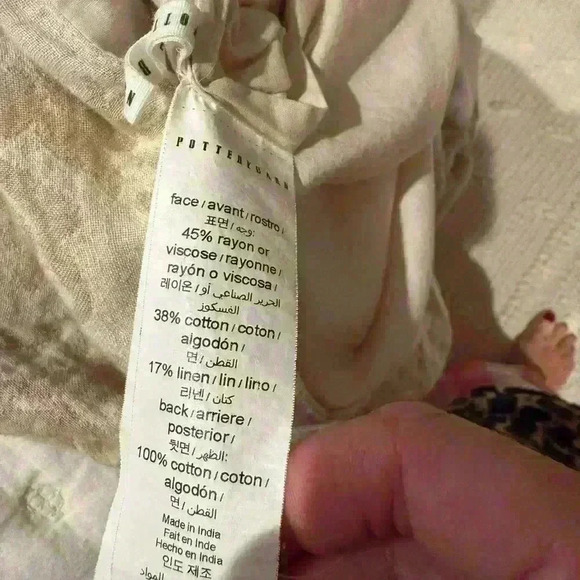 POTTERY BARN
face / avant / rostro /
표면 / وجه:
45% rayon or
viscose / rayonne /
rayón o viscosa /
레이온 / الحرير الصناعي أو
الفسكوز
38% cotton / coton /
algodón /
면 / القطن
17% linen / lin / lino /
리넨 / كتان
back / arriere /
posterior /
뒷면 / الظهر:
100% cotton / coton /
algodón /
면 / القطن
Made in India
Fait en Inde
Hecho en India
인도 제조
المواد